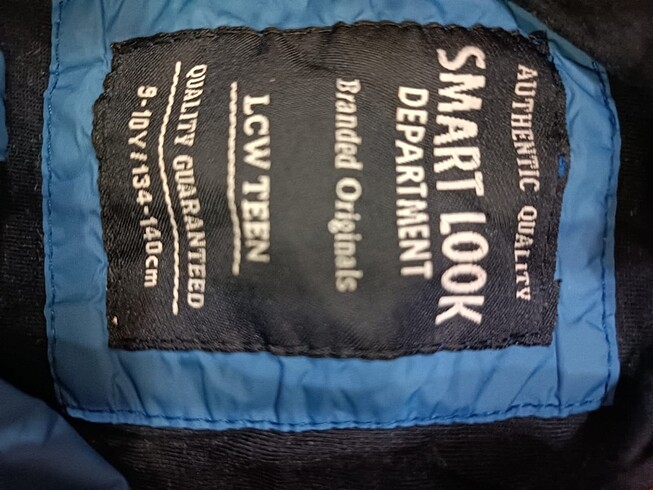 AUTHENTIC QUALITY
SMART LOOK
DEPARTMENT
Branded Originals
LCW TEEN
QUALITY GUARANTEED
9-10Y/134-140cm